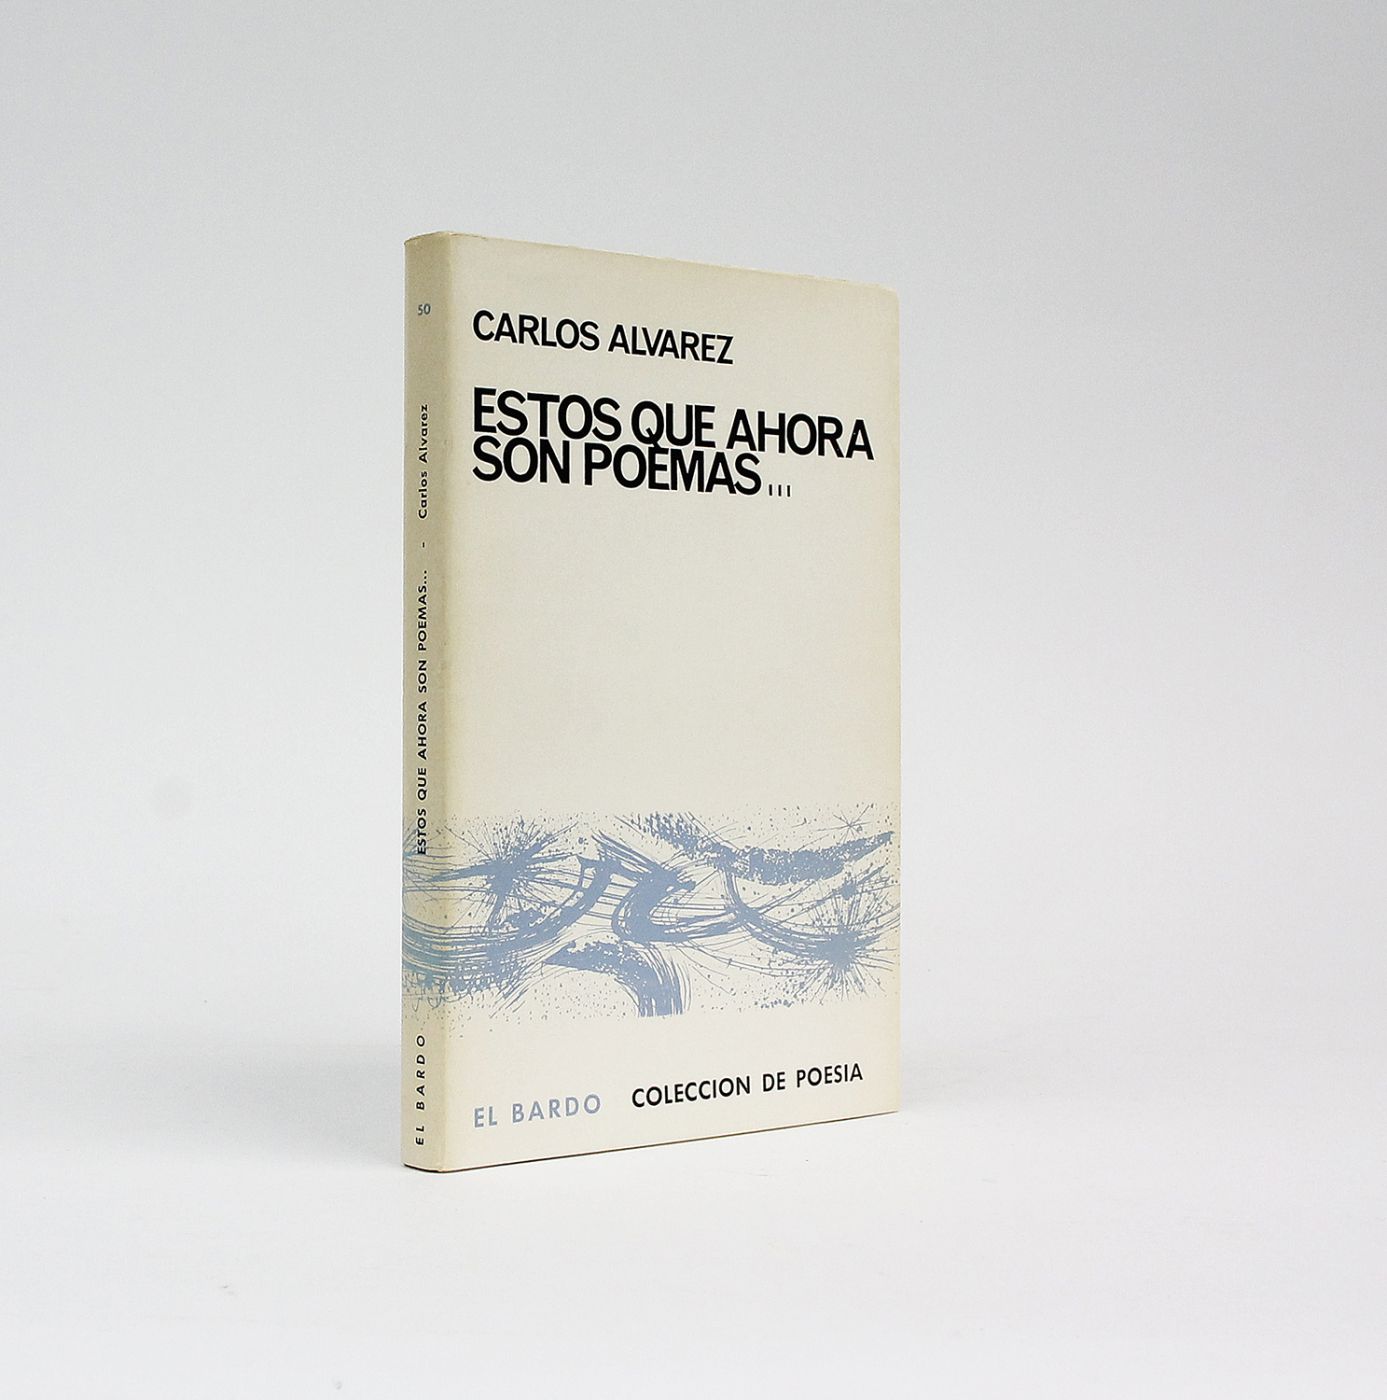 50
ESTOS QUE AHORA SON POEMAS... - Carlos Alvarez
EL BARDO
CARLOS ALVAREZ
ESTOS QUE AHORA
SON POEMAS...
EL BARDO COLECCION DE POESIA